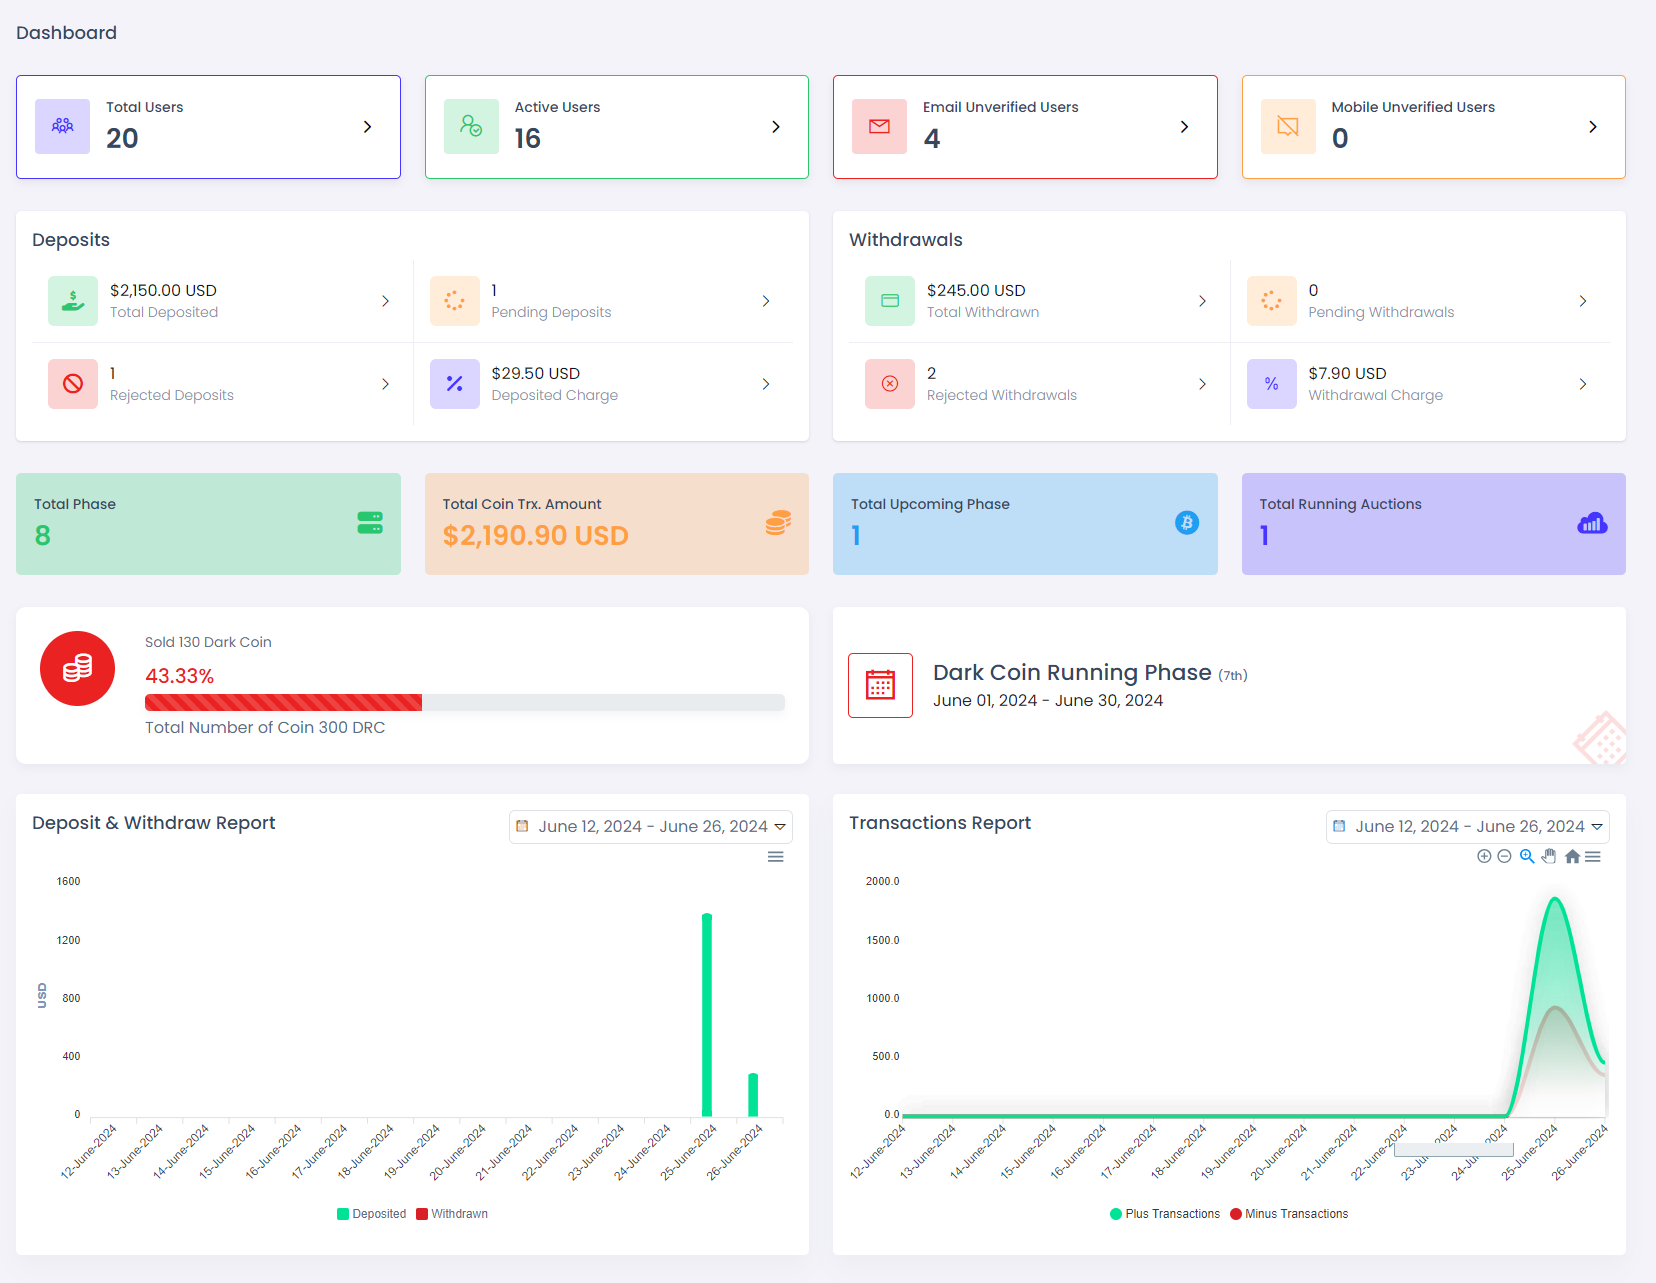 Dashboard
Total Users
20
Active Users
16
Email Unverified Users
4
Mobile Unverified Users
0
Deposits
$2,150.00 USD
Total Deposited
1
Pending Deposits
1
Rejected Deposits
$29.50 USD
Deposited Charge
Withdrawals
$245.00 USD
Total Withdrawn
0
Pending Withdrawals
2
Rejected Withdrawals
$7.90 USD
Withdrawal Charge
Total Phase
8
Total Coin Trx. Amount
$2,190.90 USD
Total Upcoming Phase
1
Total Running Auctions
1
Sold 130 Dark Coin
43.33%
Total Number of Coin 300 DRC
Dark Coin Running Phase (7th)
June 01, 2024 - June 30, 2024
Deposit & Withdraw Report
June 12, 2024 - June 26, 2024
1600
1200
800
400
0
USD
12-June-2024
13-June-2024
14-June-2024
15-June-2024
16-June-2024
17-June-2024
18-June-2024
19-June-2024
20-June-2024
21-June-2024
22-June-2024
23-June-2024
24-June-2024
25-June-2024
26-June-2024
Deposited Withdrawn
Transactions Report
June 12, 2024 - June 26, 2024
2000.0
1500.0
1000.0
500.0
0.0
12-June-2024
13-June-2024
14-June-2024
15-June-2024
16-June-2024
17-June-2024
18-June-2024
19-June-2024
20-June-2024
21-June-2024
22-June-2024
23-June-2024
24-June-2024
25-June-2024
26-June-2024
Plus Transactions Minus Transactions